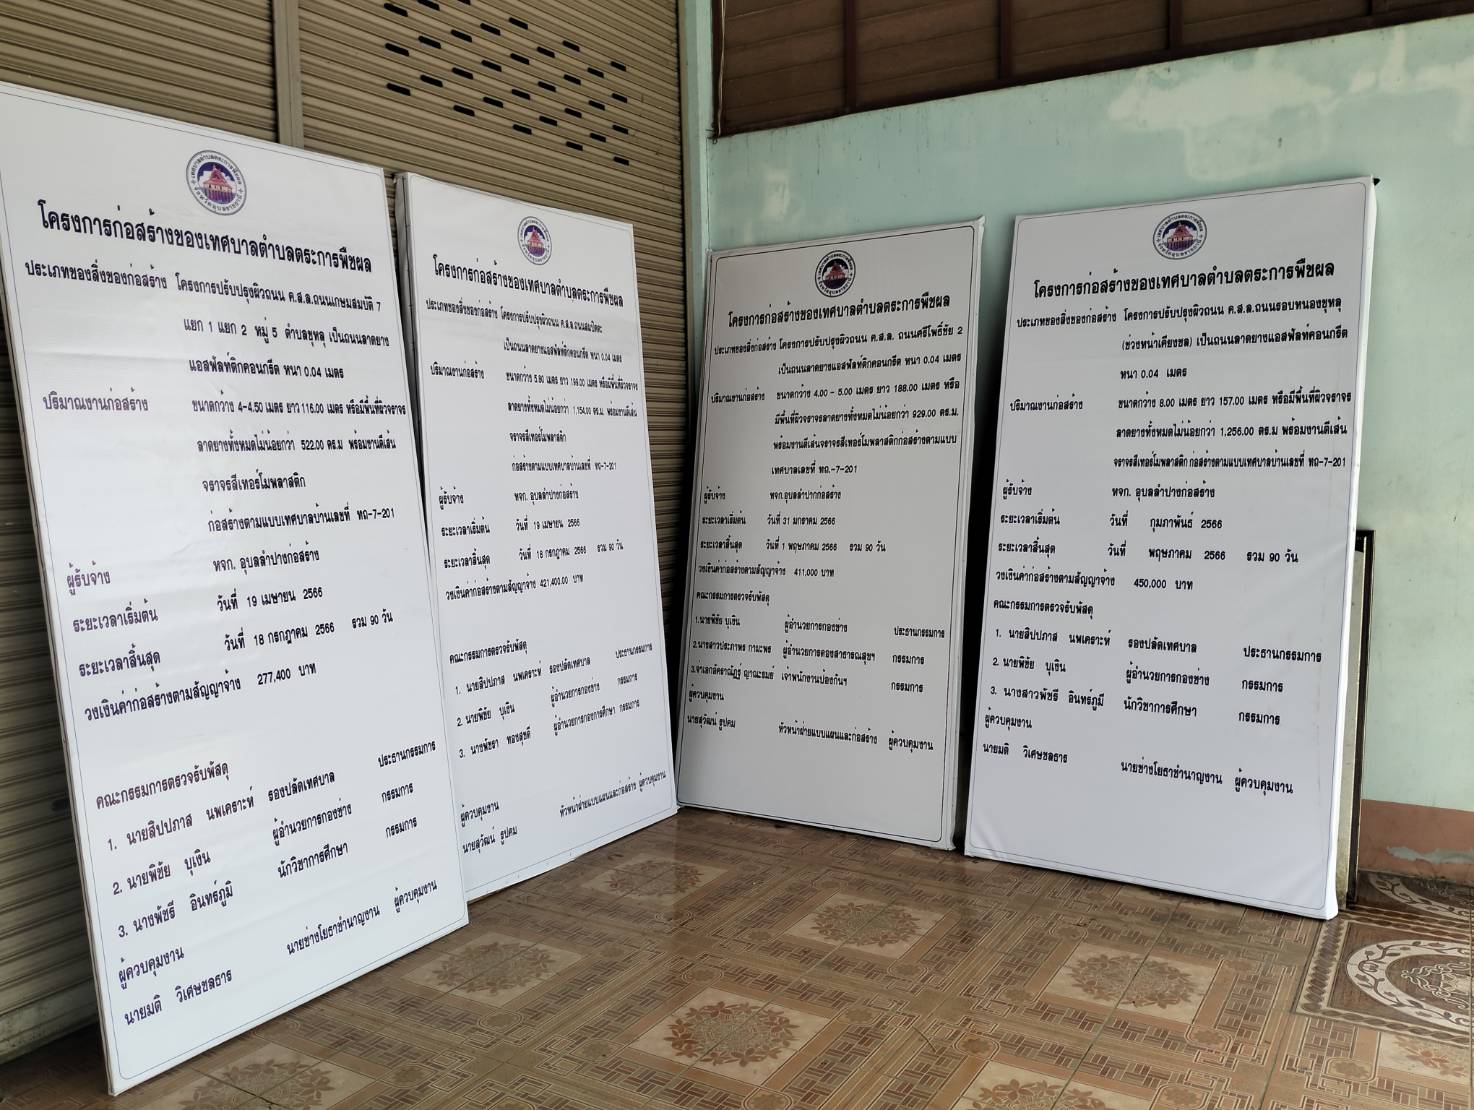 โครงการก่อสร้างของเทศบาลตำบลตระการพืชผล
ประเภทของสิ่งของก่อสร้าง โครงการปรับปรุงผิวถนน ค.ส.ล.ถนนเกษมสมบัติ 7
แยก 1 แยก 2 หมู่ 5 ตำบลขุหลุ เป็นถนนลาดยาง
แอสฟัลท์ติกคอนกรีต หนา 0.04 เมตร
ปริมาณงานก่อสร้าง ขนาดกว้าง 4-4.50 เมตร ยาว 116.00 เมตร หรือมีพื้นที่ผิวจราจร
ลาดยางทั้งหมดไม่น้อยกว่า 522.00 ตร.ม พร้อมงานตีเส้น
จราจรสีเทอร์โมพลาสติก
ก่อสร้างตามแบบเทศบาลบ้านเลขที่ ทถ-7-201
ผู้รับจ้าง หจก. อุบลลำปางก่อสร้าง
ระยะเวลาเริ่มต้น วันที่ 19 เมษายน 2566
ระยะเวลาสิ้นสุด วันที่ 18 กรกฎาคม 2566 รวม 90 วัน
วงเงินค่าก่อสร้างตามสัญญาจ้าง 277,400 บาท
คณะกรรมการตรวจรับพัสดุ
1. นายสิปปภาส นพเคราะห์ รองปลัดเทศบาล ประธานกรรมการ
2. นายพิชัย บุเงิน ผู้อำนวยการกองช่าง กรรมการ
3. นางพัชรี อินทร์ภูมิ นักวิชาการศึกษา กรรมการ
ผู้ควบคุมงาน
นายมติ วิเศษชลธาร นายช่างโยธาชำนาญงาน ผู้ควบคุมงาน
โครงการก่อสร้างของเทศบาลตำบลตระการพืชผล
ประเภทของสิ่งของก่อสร้าง โครงการปรับปรุงผิวถนน ค.ส.ล.
เป็นถนนลาดยางแอสฟัลท์ติกคอนกรีต หนา 0.04 เมตร
ปริมาณงานก่อสร้าง ขนาดกว้าง 5.80 เมตร ยาว 199.00 เมตร หรือมีพื้นที่ผิวจราจร
ลาดยางทั้งหมดไม่น้อยกว่า 1,154.00 ตร.ม. พร้อมงานตีเส้น
จราจรสีเทอร์โมพลาสติก
ก่อสร้างตามแบบเทศบาลบ้านเลขที่ ทถ-7-201
ผู้รับจ้าง หจก. อุบลลำปางก่อสร้าง
ระยะเวลาเริ่มต้น วันที่ 19 เมษายน 2566
ระยะเวลาสิ้นสุด วันที่ 18 กรกฎาคม 2566 รวม 90 วัน
วงเงินค่าก่อสร้างตามสัญญาจ้าง 421,400.00 บาท
คณะกรรมการตรวจรับพัสดุ
1. นายสิปปภาส นพเคราะห์ รองปลัดเทศบาล ประธานกรรมการ
2. นายพิชัย บุเงิน ผู้อำนวยการกองช่าง กรรมการ
3. นางพัชรา ทองสุขดี ผู้อำนวยการกองการศึกษา กรรมการ
ผู้ควบคุมงาน
นายสุวัฒน์ ธูปคม หัวหน้าฝ่ายแบบแผนและก่อสร้าง ผู้ควบคุมงาน
โครงการก่อสร้างของเทศบาลตำบลตระการพืชผล
ประเภทของสิ่งก่อสร้าง โครงการปรับปรุงผิวถนน ค.ส.ล. ถนนศรีโพธิ์ชัย 2
เป็นถนนลาดยางแอสฟัลท์ติกคอนกรีต หนา 0.04 เมตร
ปริมาณงานก่อสร้าง ขนาดกว้าง 4.00 - 5.00 เมตร ยาว 188.00 เมตร หรือ
มีพื้นที่ผิวจราจรลาดยางทั้งหมดไม่น้อยกว่า 929.00 ตร.ม.
พร้อมงานตีเส้นจราจรสีเทอร์โมพลาสติกก่อสร้างตามแบบ
เทศบาลเลขที่ ทถ.-7-201
ผู้รับจ้าง หจก.อุบลลำปากก่อสร้าง
ระยะเวลาเริ่มต้น วันที่ 31 มกราคม 2566
ระยะเวลาสิ้นสุด วันที่ 1 พฤษภาคม 2566 รวม 90 วัน
วงเงินค่าก่อสร้างตามสัญญาจ้าง 411,000 บาท
คณะกรรมการตรวจรับพัสดุ
1.นายพิชัย บุเงิน ผู้อำนวยการกองช่าง ประธานกรรมการ
2.นางสาวประภาพร กาฆะพร ผู้อำนวยการกองสาธารณสุขฯ กรรมการ
3.จ่าเอก เจ้าพนักงานป้องกันฯ กรรมการ
ผู้ควบคุมงาน
นายสุวัฒน์ ธูปคม หัวหน้าฝ่ายแบบแผนและก่อสร้าง ผู้ควบคุมงาน
โครงการก่อสร้างของเทศบาลตำบลตระการพืชผล
ประเภทของสิ่งของก่อสร้าง โครงการปรับปรุงผิวถนน ค.ส.ล.ถนนรอบหนองขุหลุ
(ช่วงหน้าเคียงชล) เป็นถนนลาดยางแอสฟัลท์คอนกรีต
หนา 0.04 เมตร
ปริมาณงานก่อสร้าง ขนาดกว้าง 8.00 เมตร ยาว 157.00 เมตร หรือมีพื้นที่ผิวจราจร
ลาดยางทั้งหมดไม่น้อยกว่า 1,256.00 ตร.ม พร้อมงานตีเส้น
จราจรสีเทอร์โมพลาสติก ก่อสร้างตามแบบเทศบาลบ้านเลขที่ ทถ-7-201
ผู้รับจ้าง หจก. อุบลลำปางก่อสร้าง
ระยะเวลาเริ่มต้น วันที่ กุมภาพันธ์ 2566
ระยะเวลาสิ้นสุด วันที่ พฤษภาคม 2566 รวม 90 วัน
วงเงินค่าก่อสร้างตามสัญญาจ้าง 450,000 บาท
คณะกรรมการตรวจรับพัสดุ
1. นายสิปปภาส นพเคราะห์ รองปลัดเทศบาล ประธานกรรมการ
2. นายพิชัย บุเงิน ผู้อำนวยการกองช่าง กรรมการ
3. นางสาวพัชรี อินทร์ภูมิ นักวิชาการศึกษา กรรมการ
ผู้ควบคุมงาน
นายมติ วิเศษชลธาร นายช่างโยธาชำนาญงาน ผู้ควบคุมงาน